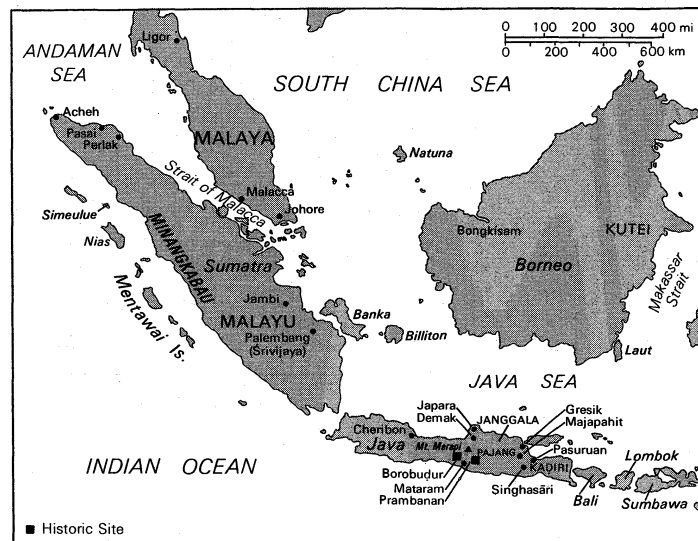 Ligor
0 100 200 300 400 mi
0 200 400 600 km
ANDAMAN
SEA
SOUTH CHINA SEA
Acheh
Pasai
Perlak
MALAYA
Natuna
Strait of Malacca
Malacca
Johore
Simeulue
Nias
MINANGKABAU
Sumatra
Bongkisam
KUTEI
Borneo
Makassar
Strait
Mentawai Is.
Jambi
MALAYU
Banka
Palembang
(Srivijaya)
Billiton
Laut
JAVA SEA
Japara
Demak
JANGGALA
Gresik
Majapahit
Cheribon
Java
Mt. Merapi
PAJANG
Pasuruan
KADIRI
Lombok
INDIAN OCEAN
Borobuḍur
Mataram
Prambanan
Singhasāri
Bali
Sumbawa
■ Historic Site